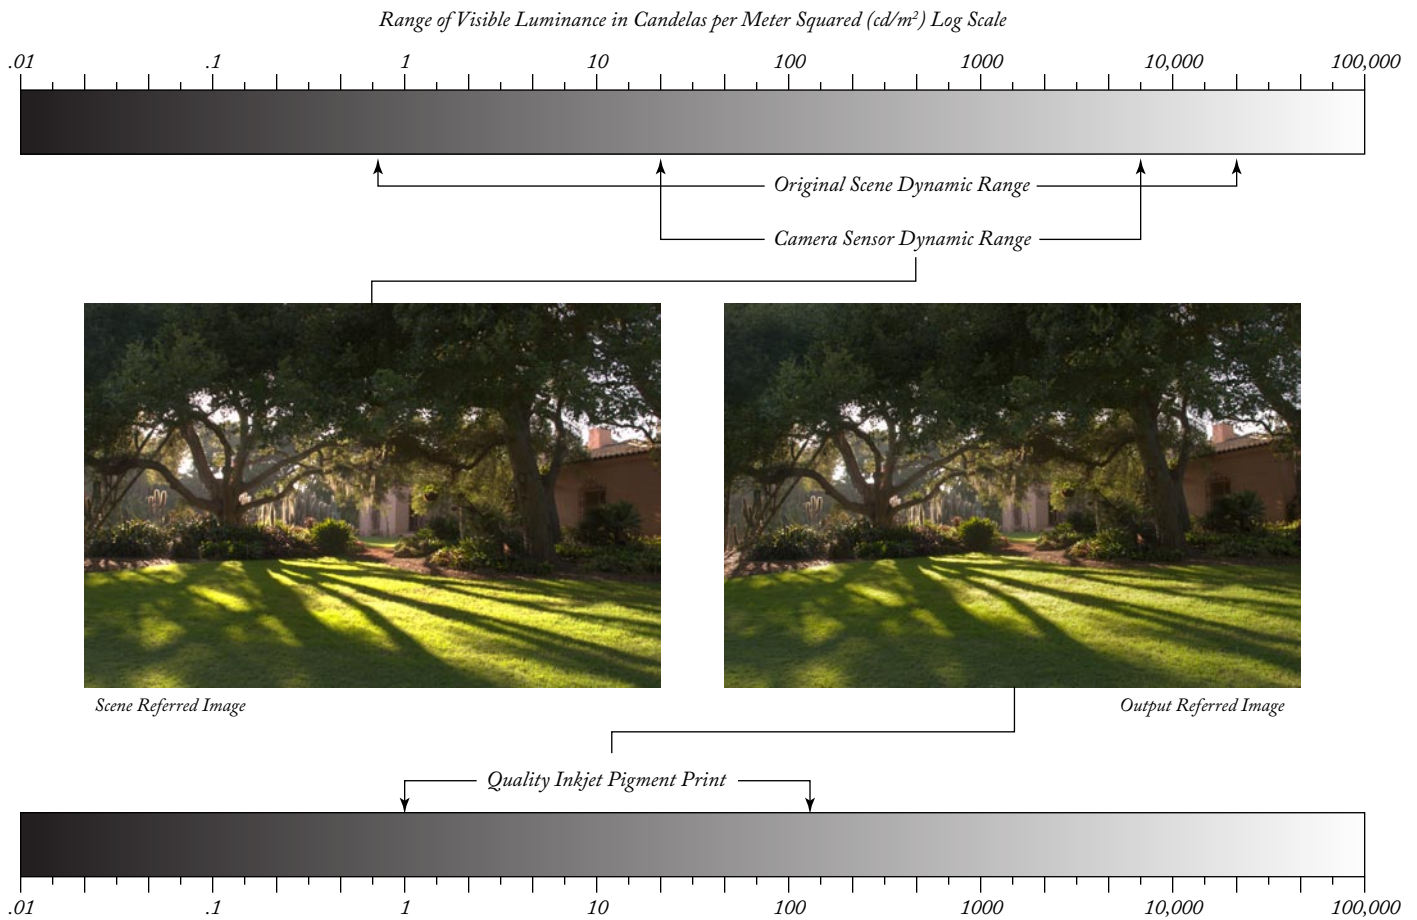 Range of Visible Luminance in Candelas per Meter Squared (cd/m²) Log Scale
.01 .1 1 10 100 1000 10,000 100,000
Original Scene Dynamic Range
Camera Sensor Dynamic Range
Scene Referred Image
Output Referred Image
Quality Inkjet Pigment Print
.01 .1 1 10 100 1000 10,000 100,000